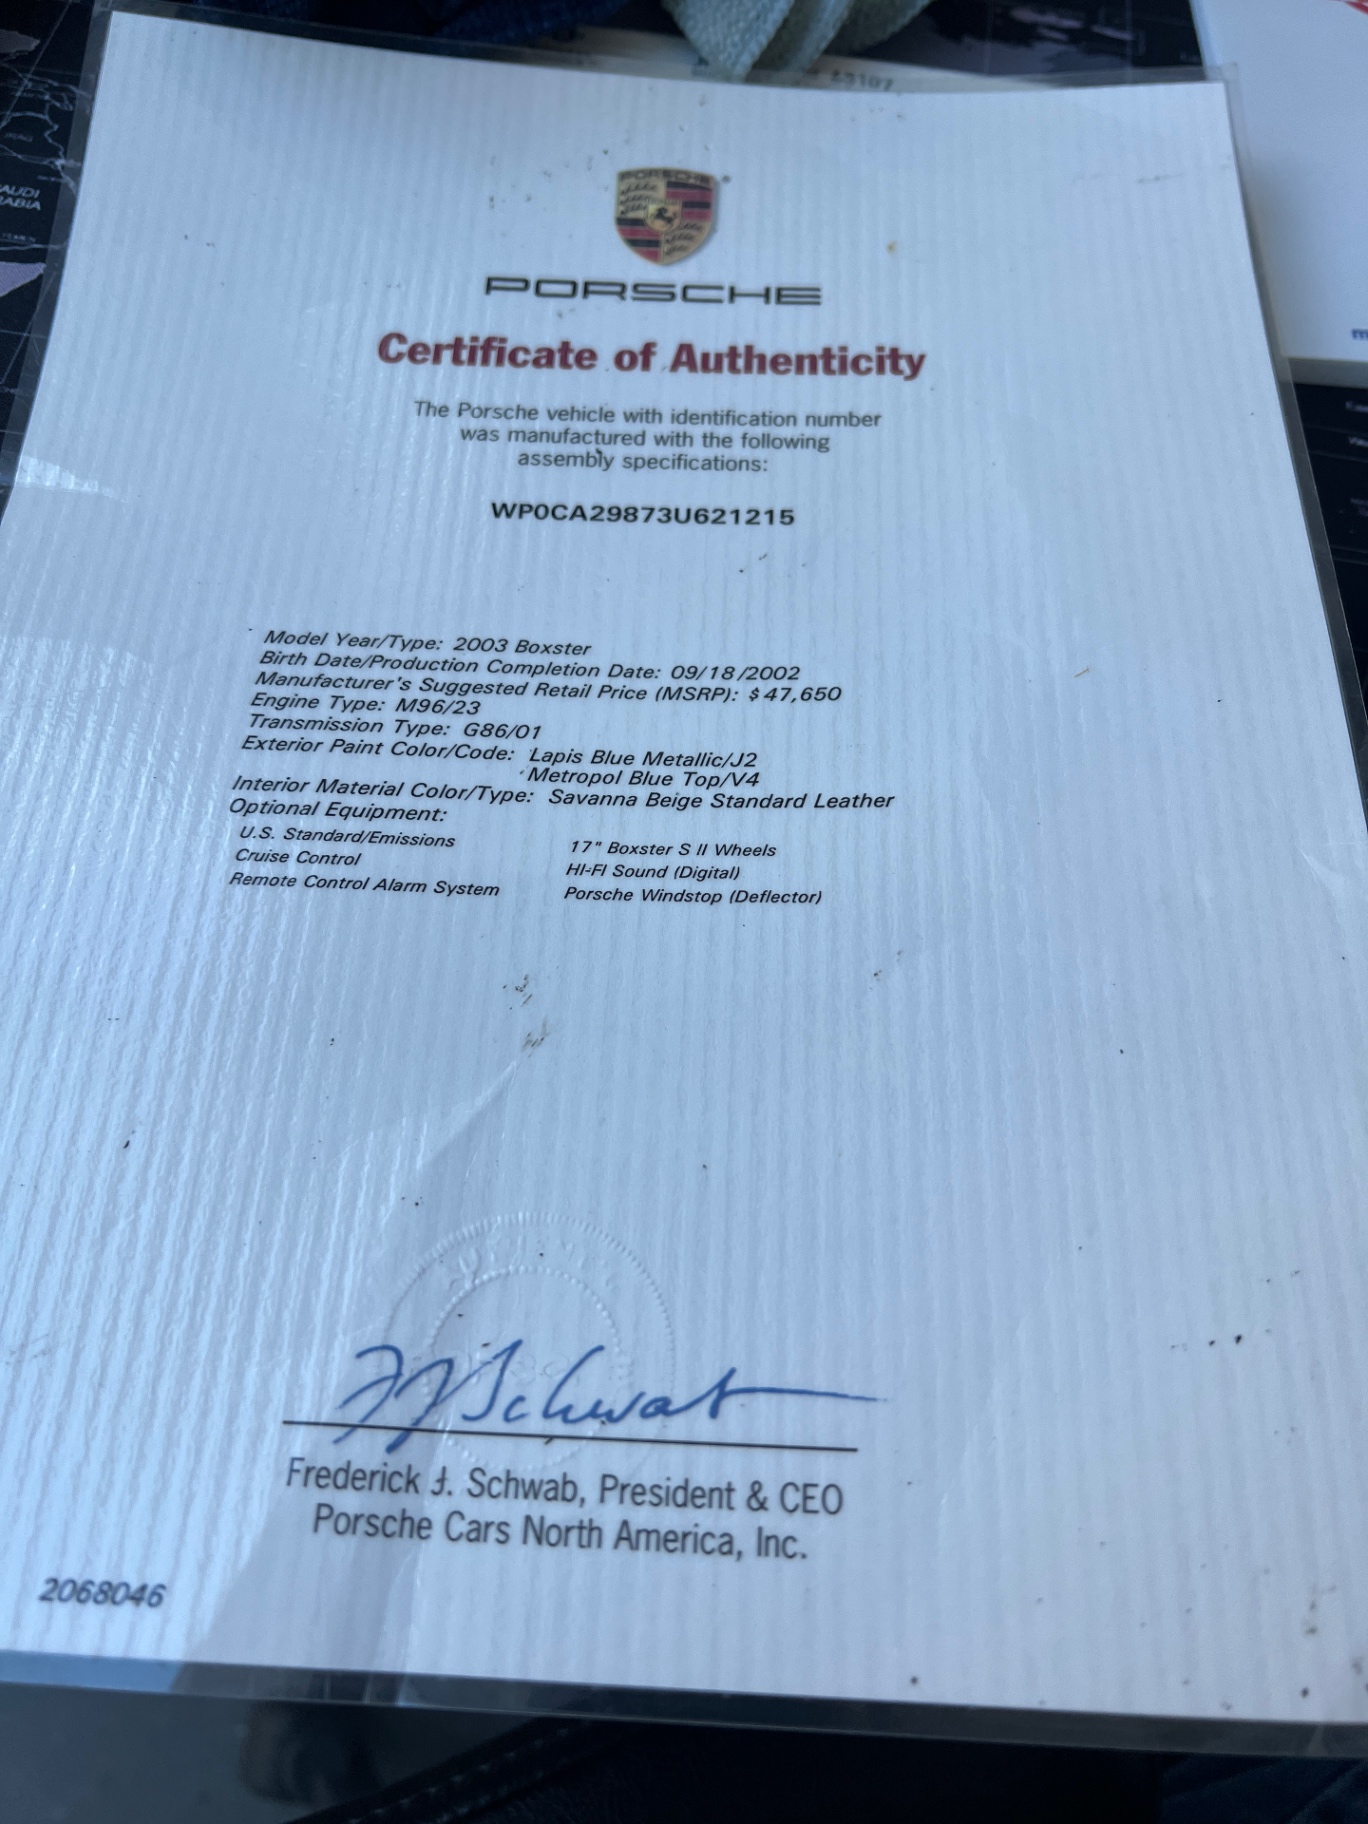 AUDI
ABIA
PORSCHE
PORSCHE
Certificate of Authenticity
The Porsche vehicle with identification number
was manufactured with the following
assembly specifications:
WP0CA29873U621215
Model Year/Type: 2003 Boxster
Birth Date/Production Completion Date: 09/18/2002
Manufacturer's Suggested Retail Price (MSRP): $47,650
Engine Type: M96/23
Transmission Type: G86/01
Exterior Paint Color/Code: Lapis Blue Metallic/J2
Metropol Blue Top/V4
Interior Material Color/Type: Savanna Beige Standard Leather
Optional Equipment:
U.S. Standard/Emissions 17" Boxster S II Wheels
Cruise Control HI-FI Sound (Digital)
Remote Control Alarm System Porsche Windstop (Deflector)
Frederick J. Schwab, President & CEO
Porsche Cars North America, Inc.
2068046